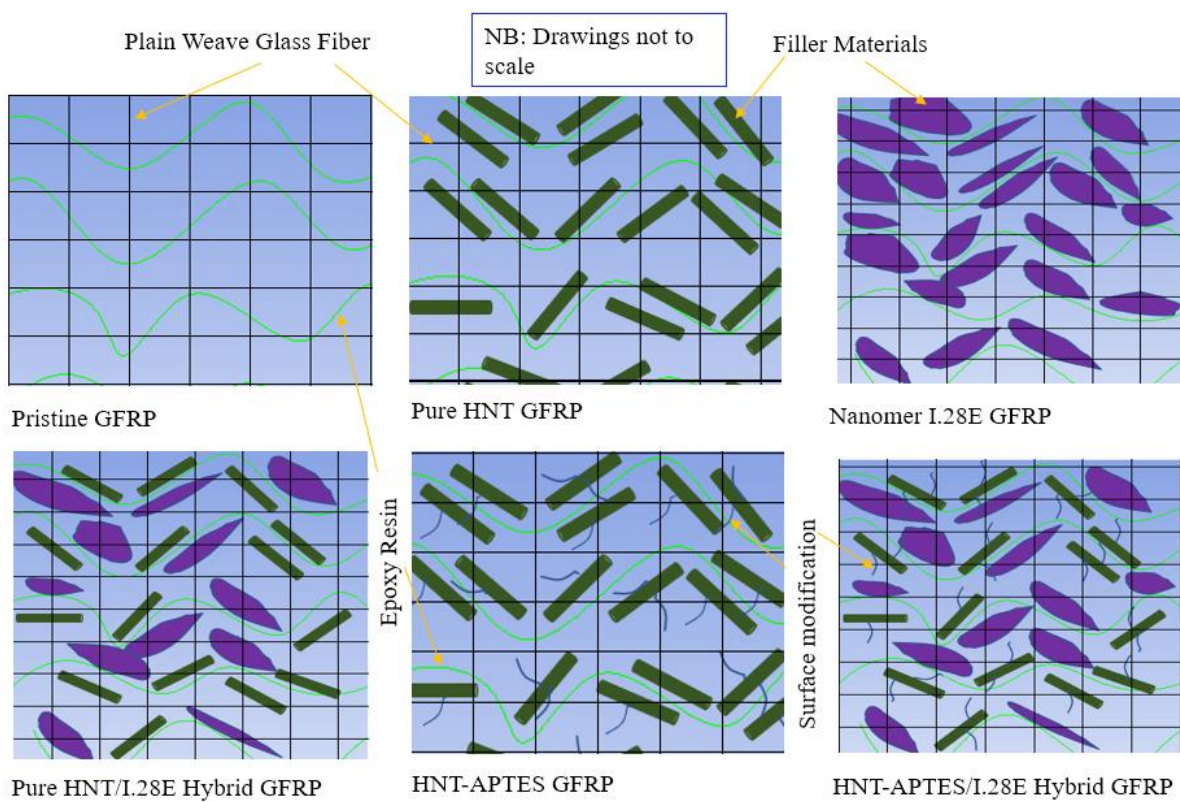 Plain Weave Glass Fiber
NB: Drawings not to
scale
Filler Materials
Pristine GFRP
Pure HNT GFRP
Nanomer I.28E GFRP
Epoxy Resin
Surface modification
Pure HNT/I.28E Hybrid GFRP
HNT-APTES GFRP
HNT-APTES/I.28E Hybrid GFRP